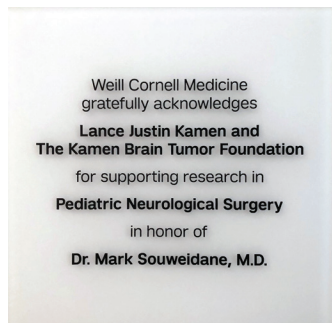 Weill Cornell Medicine
gratefully acknowledges
Lance Justin Kamen and
The Kamen Brain Tumor Foundation
for supporting research in
Pediatric Neurological Surgery
in honor of
Dr. Mark Souweidane, M.D.